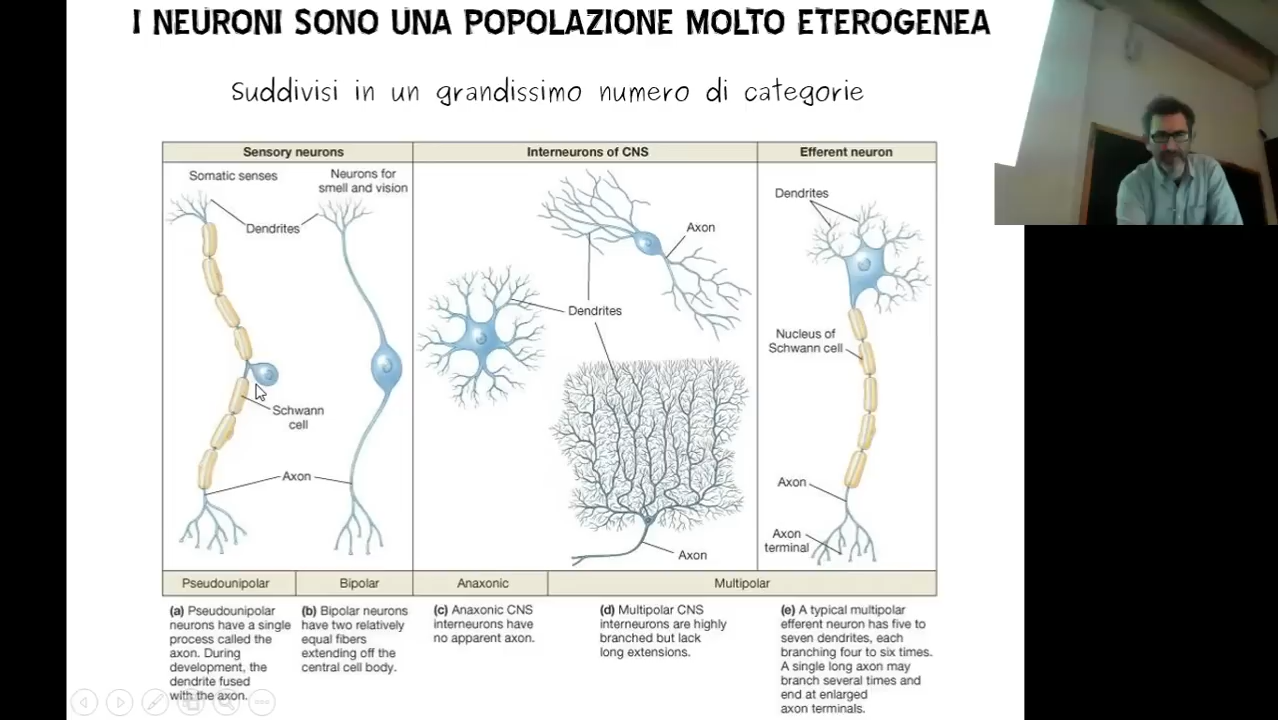 I NEURONI SONO UNA POPOLAZIONE MOLTO ETEROGENEA
Suddivisi in un grandissimo numero di categorie
Sensory neurons
Interneurons of CNS
Efferent neuron
Somatic senses
Neurons for
smell and vision
Dendrites
Schwann
cell
Axon
Axon
Dendrites
Axon
Dendrites
Nucleus of
Schwann cell
Axon
Axon
terminal
Pseudounipolar
Bipolar
Anaxonic
Multipolar
(a) Pseudounipolar
neurons have a single
process called the
axon. During
development, the
dendrite fused
with the axon.
(b) Bipolar neurons
have two relatively
equal fibers
extending off the
central cell body.
(c) Anaxonic CNS
interneurons have
no apparent axon.
(d) Multipolar CNS
interneurons are highly
branched but lack
long extensions.
(e) A typical multipolar
efferent neuron has five to
seven dendrites, each
branching four to six times.
A single long axon may
branch several times and
end at enlarged
axon terminals.